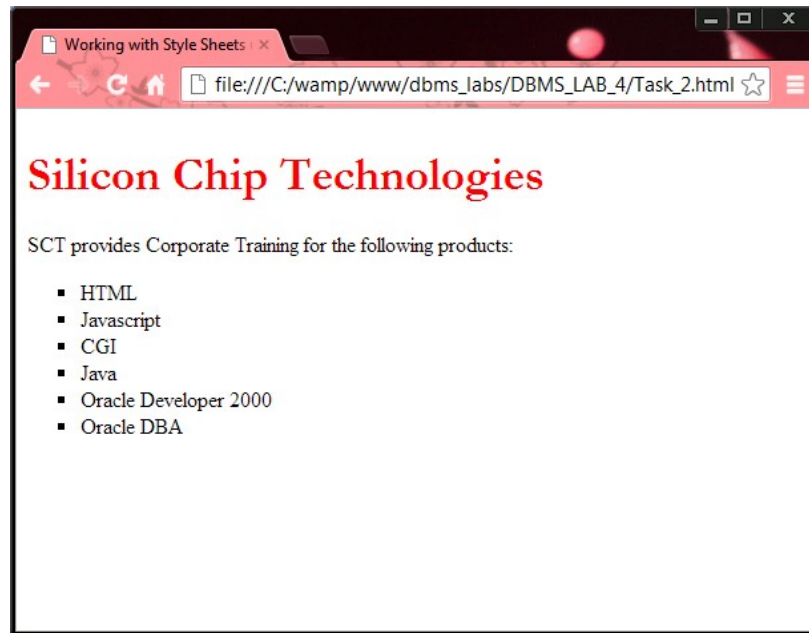 Working with Style Sheets
file:///C:/wamp/www/dbms_labs/DBMS_LAB_4/Task_2.html
Silicon Chip Technologies
SCT provides Corporate Training for the following products:
HTML
Javascript
CGI
Java
Oracle Developer 2000
Oracle DBA